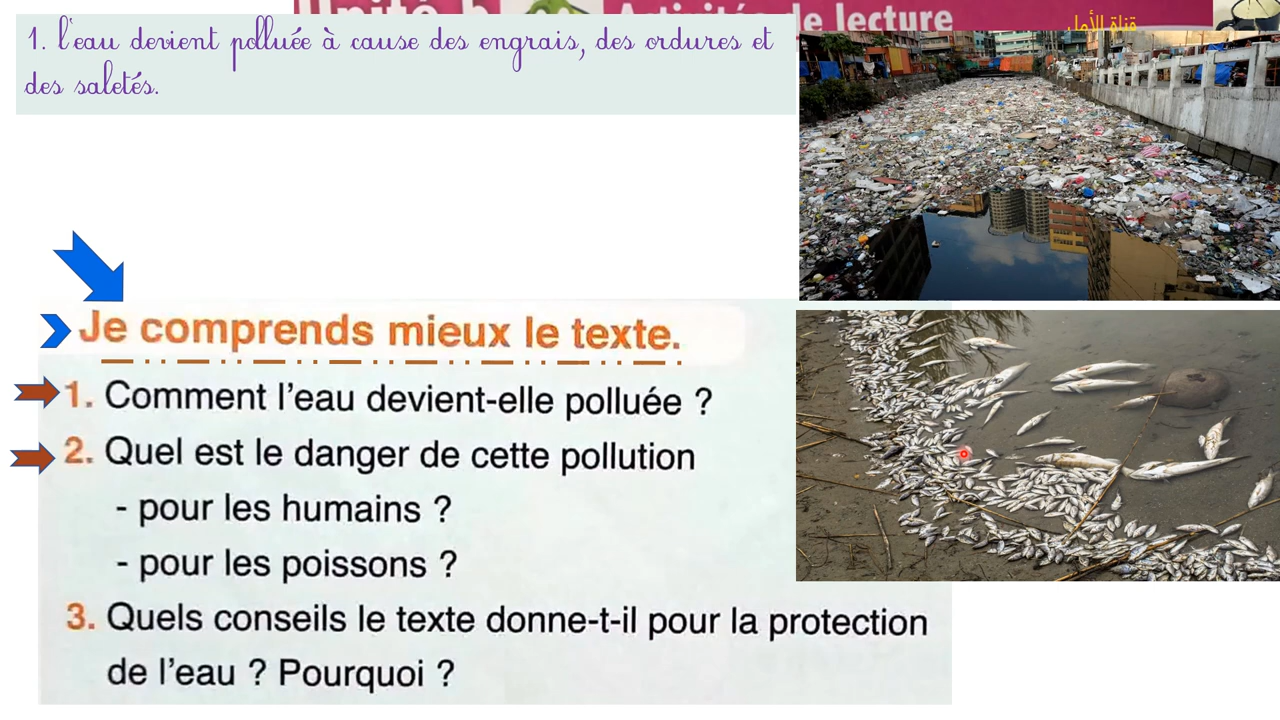 Activités de lecture
قناة الأمل
1. l'eau devient polluée à cause des engrais, des ordures et
des saletés.
Je comprends mieux le texte.
1. Comment l'eau devient-elle polluée ?
2. Quel est le danger de cette pollution
- pour les humains ?
- pour les poissons ?
3. Quels conseils le texte donne-t-il pour la protection
de l'eau ? Pourquoi ?